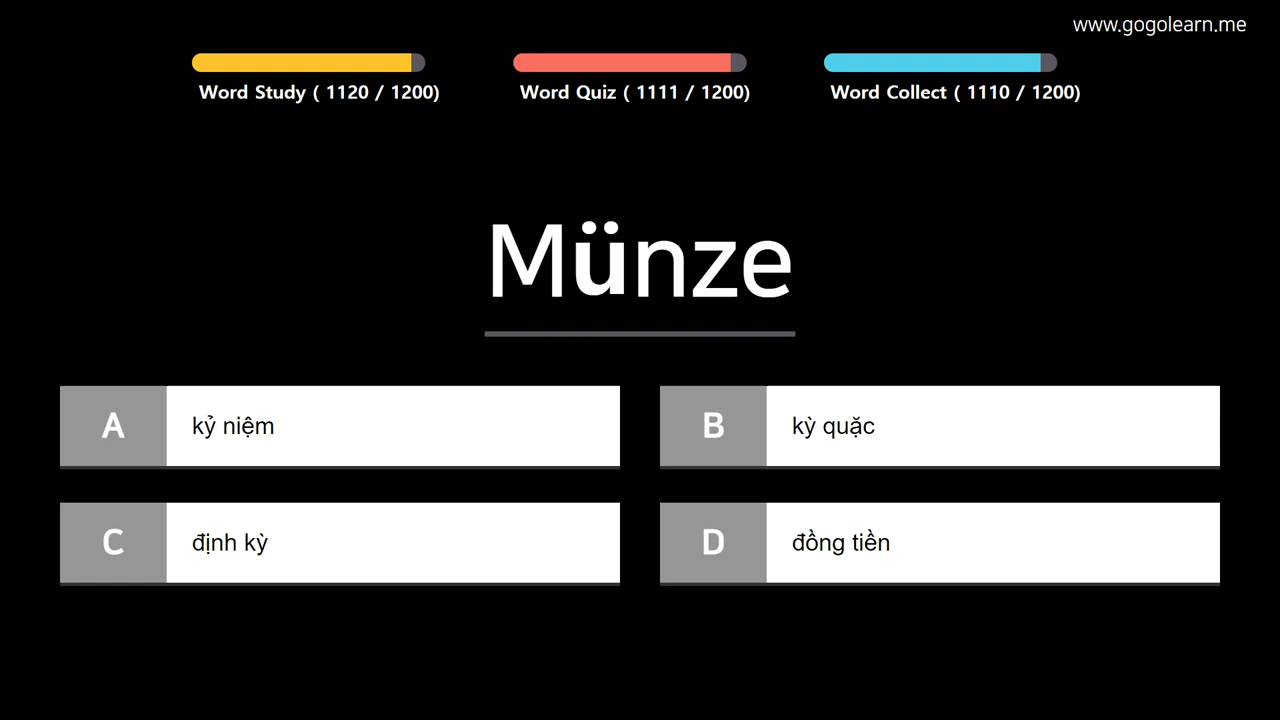 www.gogolearn.me
Word Study ( 1120 / 1200)
Word Quiz ( 1111 / 1200)
Word Collect ( 1110 / 1200)
Münze
A kỷ niệm
B kỳ quặc
C định kỳ
D đồng tiền